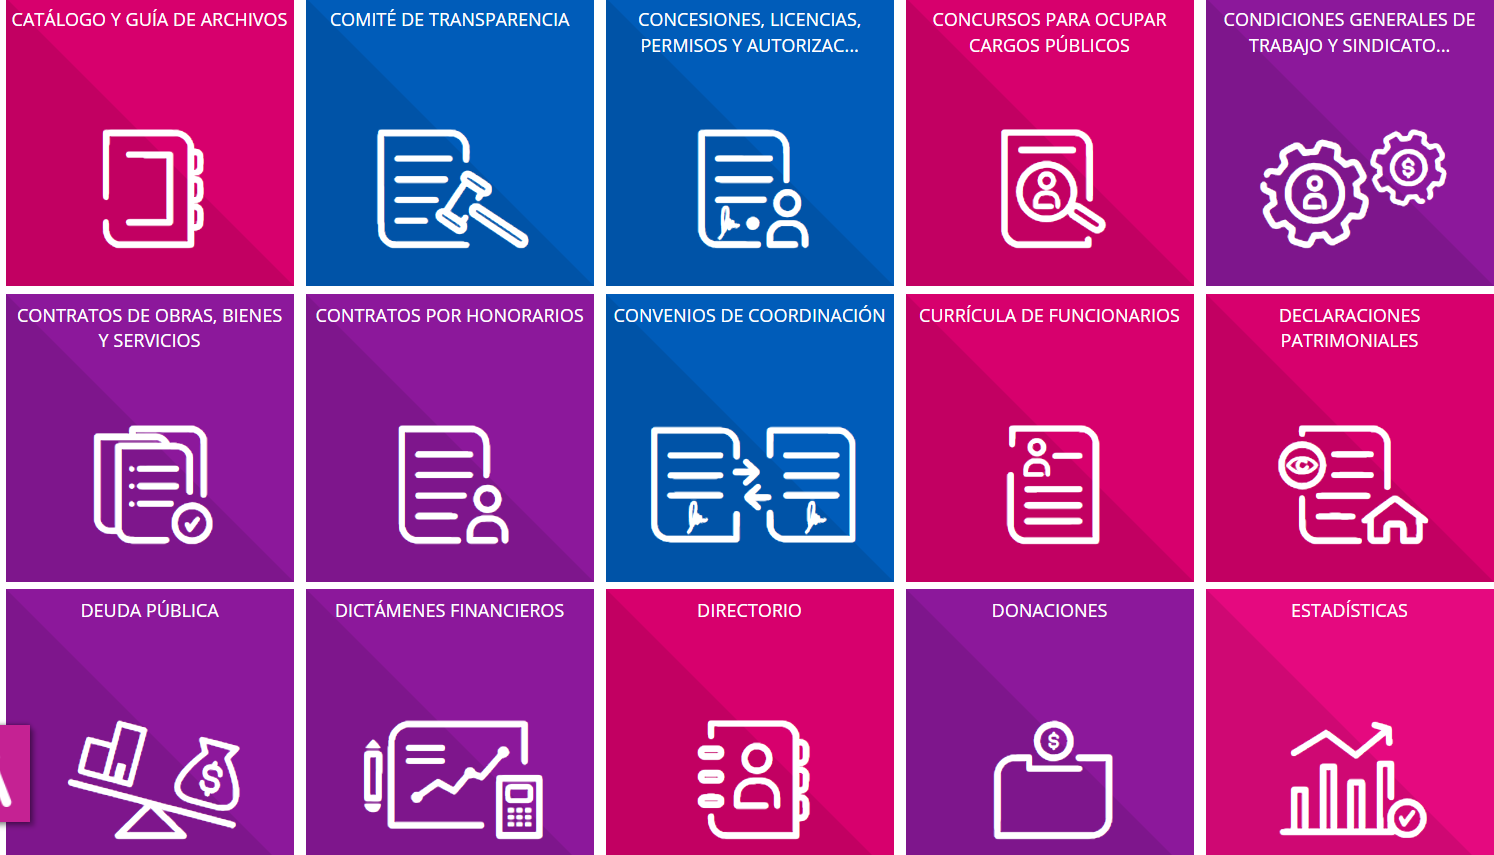 CATÁLOGO Y GUÍA DE ARCHIVOS
COMITÉ DE TRANSPARENCIA
CONCESIONES, LICENCIAS,
PERMISOS Y AUTORIZAC...
CONCURSOS PARA OCUPAR
CARGOS PÚBLICOS
CONDICIONES GENERALES DE
TRABAJO Y SINDICATO...
CONTRATOS DE OBRAS, BIENES
Y SERVICIOS
CONTRATOS POR HONORARIOS
CONVENIOS DE COORDINACIÓN
CURRÍCULA DE FUNCIONARIOS
DECLARACIONES
PATRIMONIALES
DEUDA PÚBLICA
DICTÁMENES FINANCIEROS
DIRECTORIO
DONACIONES
ESTADÍSTICAS